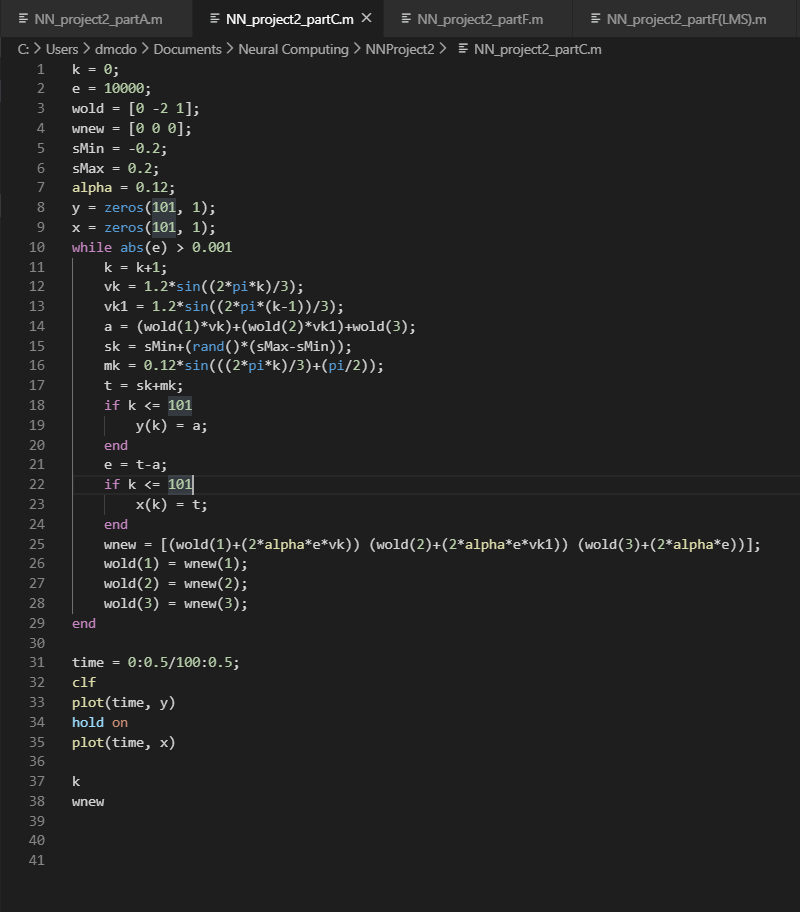 NN_project2_partA.m NN_project2_partC.m × NN_project2_partF.m NN_project2_partF(LMS).m
C: > Users > dmcdo > Documents > Neural Computing > NNProject2 > NN_project2_partC.m
1 k = 0;
2 e = 10000;
3 wold = [0 -2 1];
4 wnew = [0 0 0];
5 sMin = -0.2;
6 sMax = 0.2;
7 alpha = 0.12;
8 y = zeros(101, 1);
9 x = zeros(101, 1);
10 while abs(e) > 0.001
11 k = k+1;
12 vk = 1.2*sin((2*pi*k)/3);
13 vk1 = 1.2*sin((2*pi*(k-1))/3);
14 a = (wold(1)*vk)+(wold(2)*vk1)+wold(3);
15 sk = sMin+(rand()*(sMax-sMin));
16 mk = 0.12*sin(((2*pi*k)/3)+(pi/2));
17 t = sk+mk;
18 if k <= 101
19 y(k) = a;
20 end
21 e = t-a;
22 if k <= 101
23 x(k) = t;
24 end
25 wnew = [(wold(1)+(2*alpha*e*vk)) (wold(2)+(2*alpha*e*vk1)) (wold(3)+(2*alpha*e))];
26 wold(1) = wnew(1);
27 wold(2) = wnew(2);
28 wold(3) = wnew(3);
29 end
30
31 time = 0:0.5/100:0.5;
32 clf
33 plot(time, y)
34 hold on
35 plot(time, x)
36
37 k
38 wnew
39
40
41